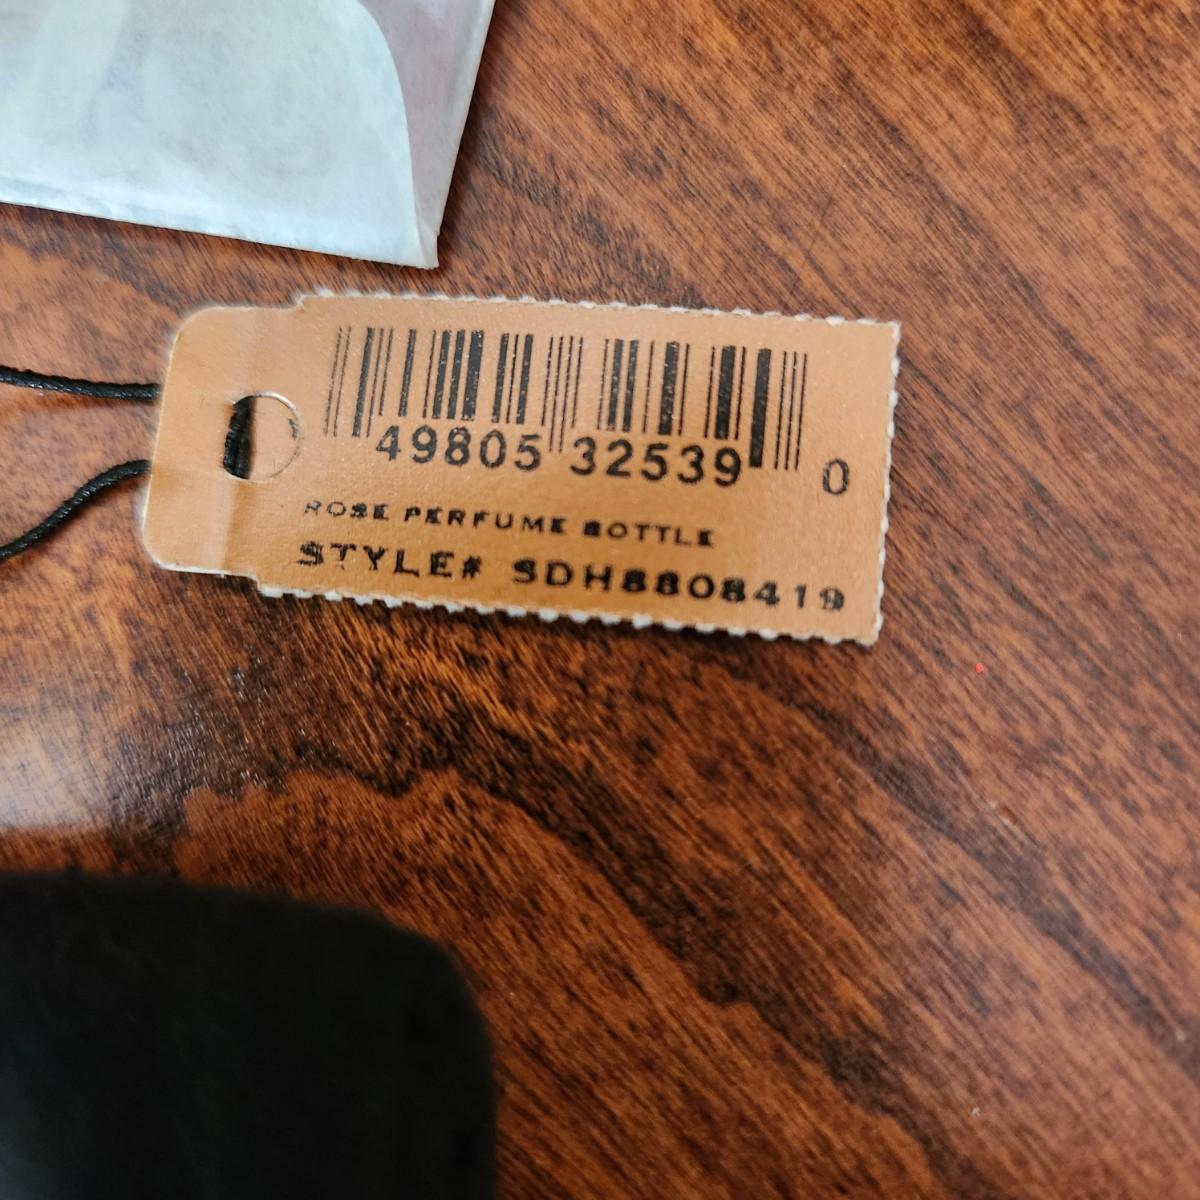 49805 32539 0
ROSE PERFUME BOTTLE
STYLE# SDH8808419